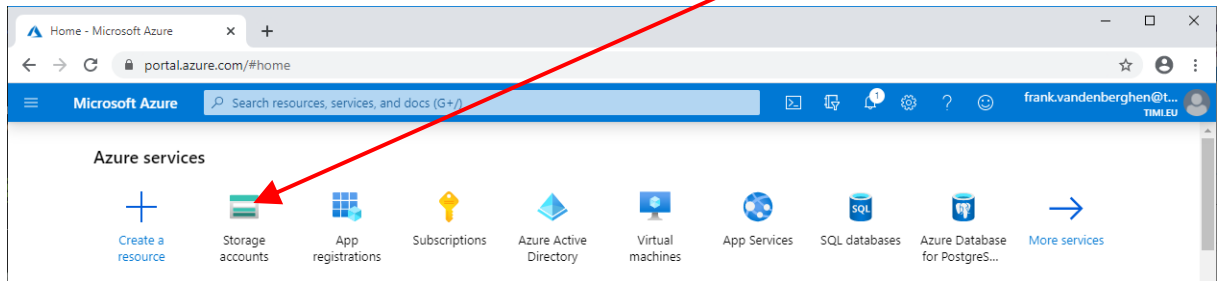 Home - Microsoft Azure
portal.azure.com/#home
Microsoft Azure
Search resources, services, and docs (G+/)
1
frank.vandenberghen@t...
TIMI.EU
Azure services
Create a
resource
Storage
accounts
App
registrations
Subscriptions
Azure Active
Directory
Virtual
machines
App Services
SQL
SQL databases
Azure Database
for PostgreS...
More services